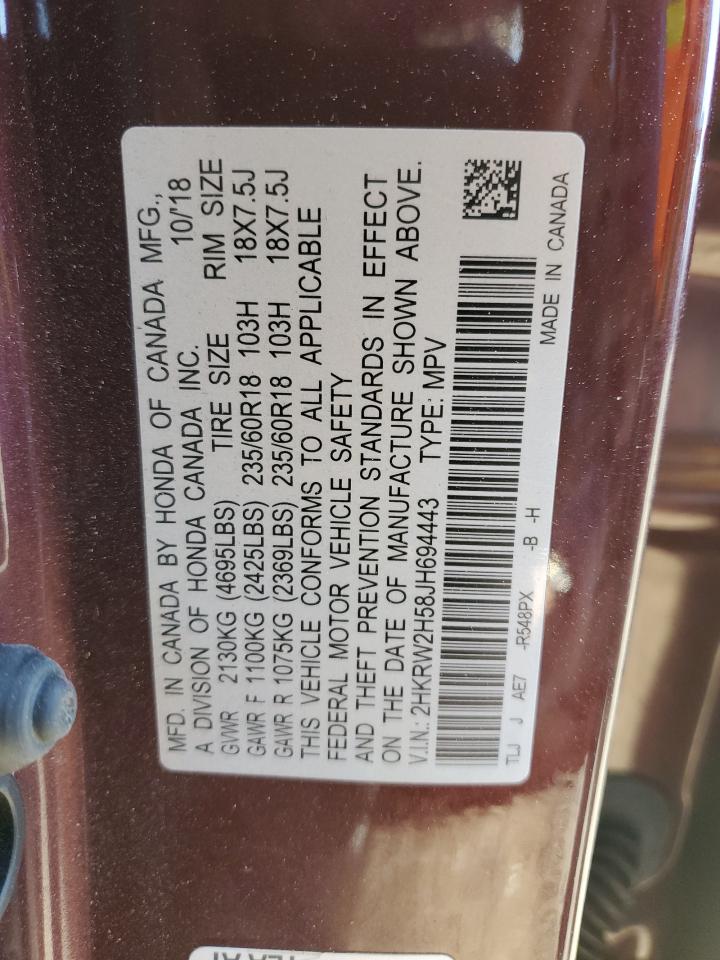 MFD. IN CANADA BY HONDA OF CANADA MFG.,
A DIVISION OF HONDA CANADA INC. 10/'18
GVWR 2130KG (4695LBS) TIRE SIZE RIM SIZE
GAWR F 1100KG (2425LBS) 235/60R18 103H 18X7.5J
GAWR R 1075KG (2369LBS) 235/60R18 103H 18X7.5J
THIS VEHICLE CONFORMS TO ALL APPLICABLE
FEDERAL MOTOR VEHICLE SAFETY
AND THEFT PREVENTION STANDARDS IN EFFECT
ON THE DATE OF MANUFACTURE SHOWN ABOVE.
V.I.N.: 2HKRW2H58JH694443 TYPE: MPV
TLJ J AE7 -R548PX -B -H MADE IN CANADA